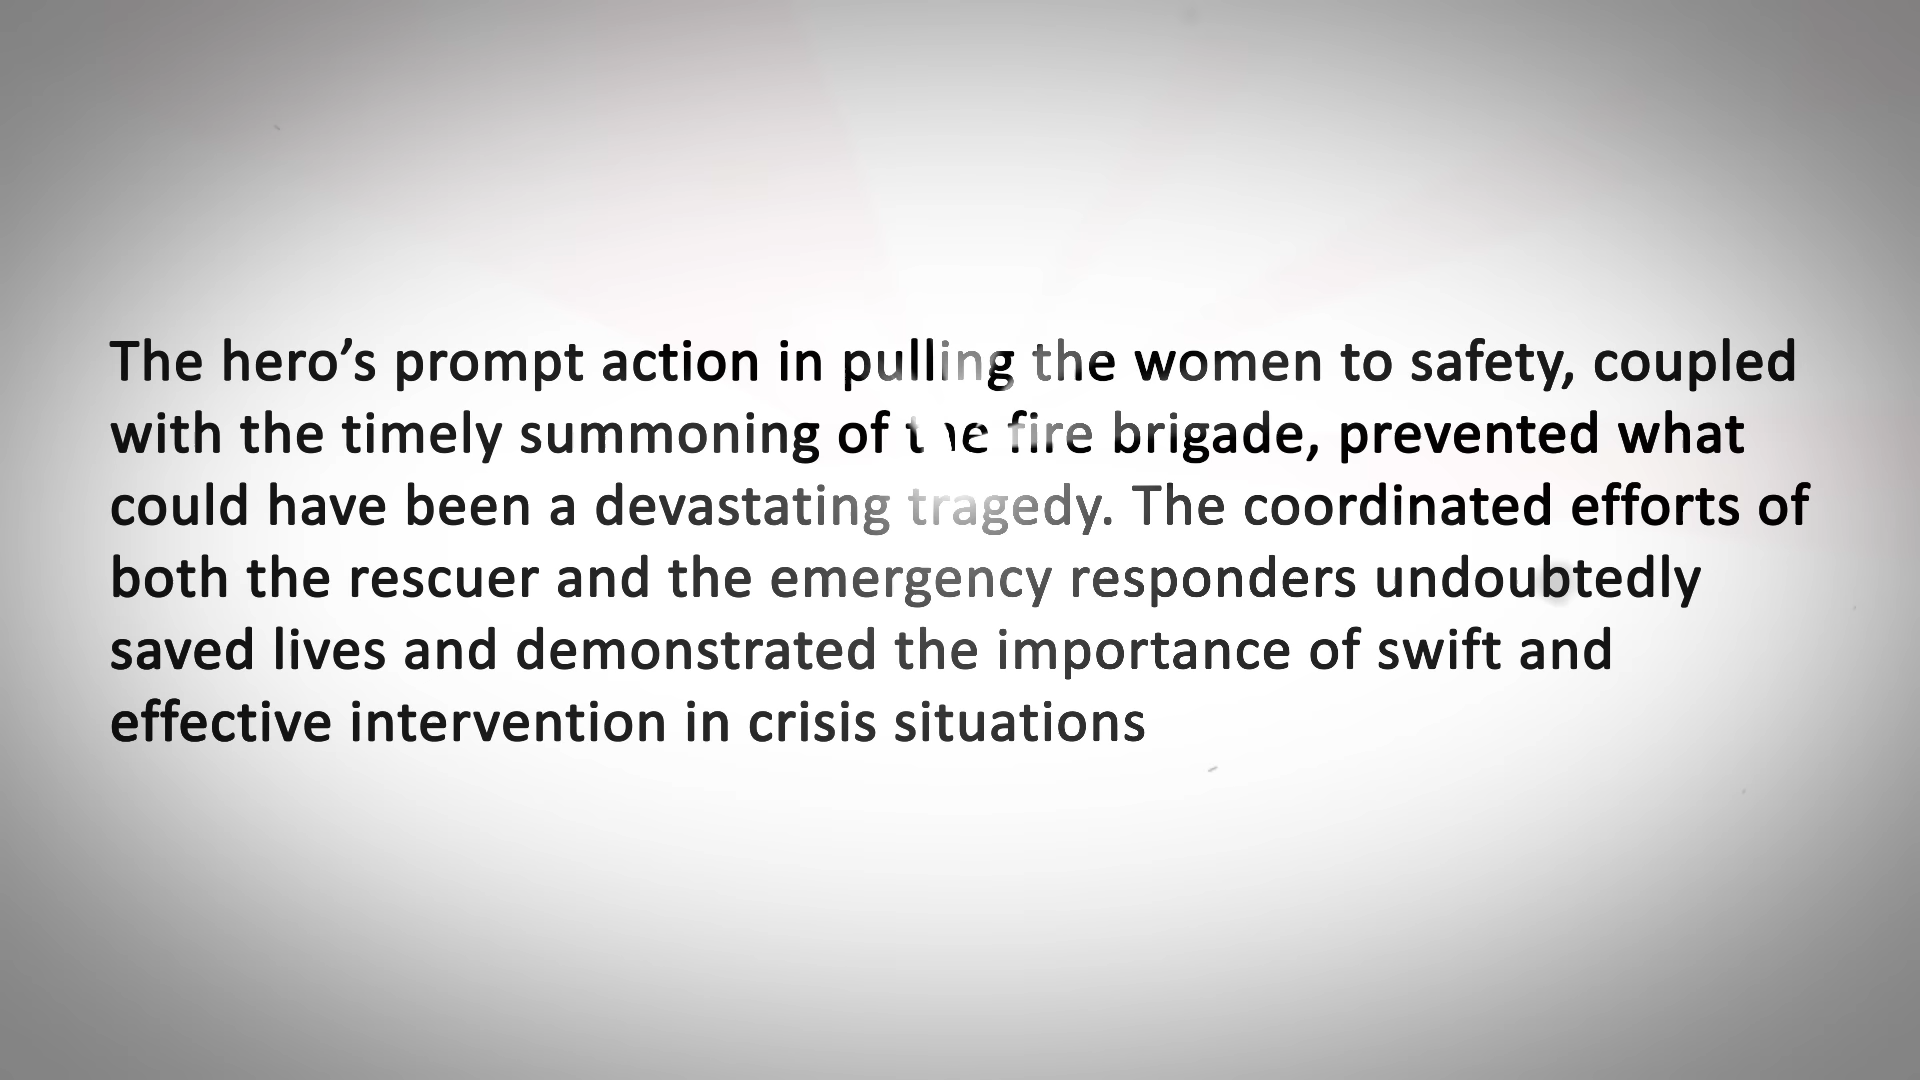 The hero’s prompt action in pulling the women to safety, coupled
with the timely summoning of the fire brigade, prevented what
could have been a devastating tragedy. The coordinated efforts of
both the rescuer and the emergency responders undoubtedly
saved lives and demonstrated the importance of swift and
effective intervention in crisis situations